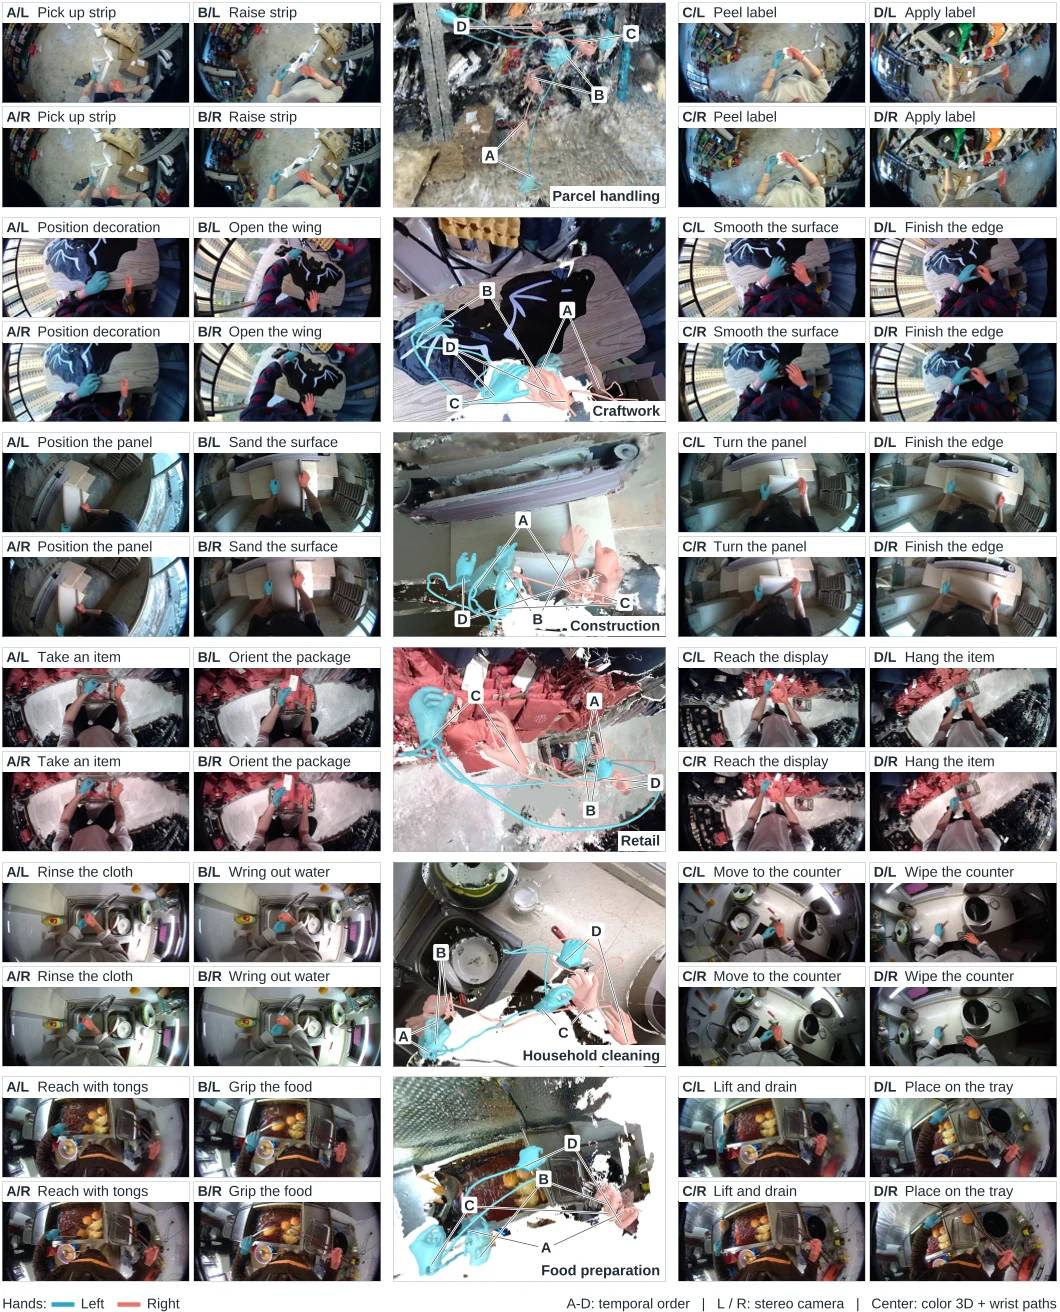 A/L Pick up strip
B/L Raise strip
A/R Pick up strip
B/R Raise strip
D
C
B
A
Parcel handling
C/L Peel label
D/L Apply label
C/R Peel label
D/R Apply label
A/L Position decoration
B/L Open the wing
A/R Position decoration
B/R Open the wing
B
A
D
C
Craftwork
C/L Smooth the surface
D/L Finish the edge
C/R Smooth the surface
D/R Finish the edge
A/L Position the panel
B/L Sand the surface
A/R Position the panel
B/R Sand the surface
A
C
D
B
Construction
C/L Turn the panel
D/L Finish the edge
C/R Turn the panel
D/R Finish the edge
A/L Take an item
B/L Orient the package
A/R Take an item
B/R Orient the package
C
A
D
B
Retail
C/L Reach the display
D/L Hang the item
C/R Reach the display
D/R Hang the item
A/L Rinse the cloth
B/L Wring out water
A/R Rinse the cloth
B/R Wring out water
D
B
A
C
Household cleaning
C/L Move to the counter
D/L Wipe the counter
C/R Move to the counter
D/R Wipe the counter
A/L Reach with tongs
B/L Grip the food
A/R Reach with tongs
B/R Grip the food
D
B
C
A
Food preparation
C/L Lift and drain
D/L Place on the tray
C/R Lift and drain
D/R Place on the tray
Hands: Left Right
A-D: temporal order | L / R: stereo camera | Center: color 3D + wrist paths